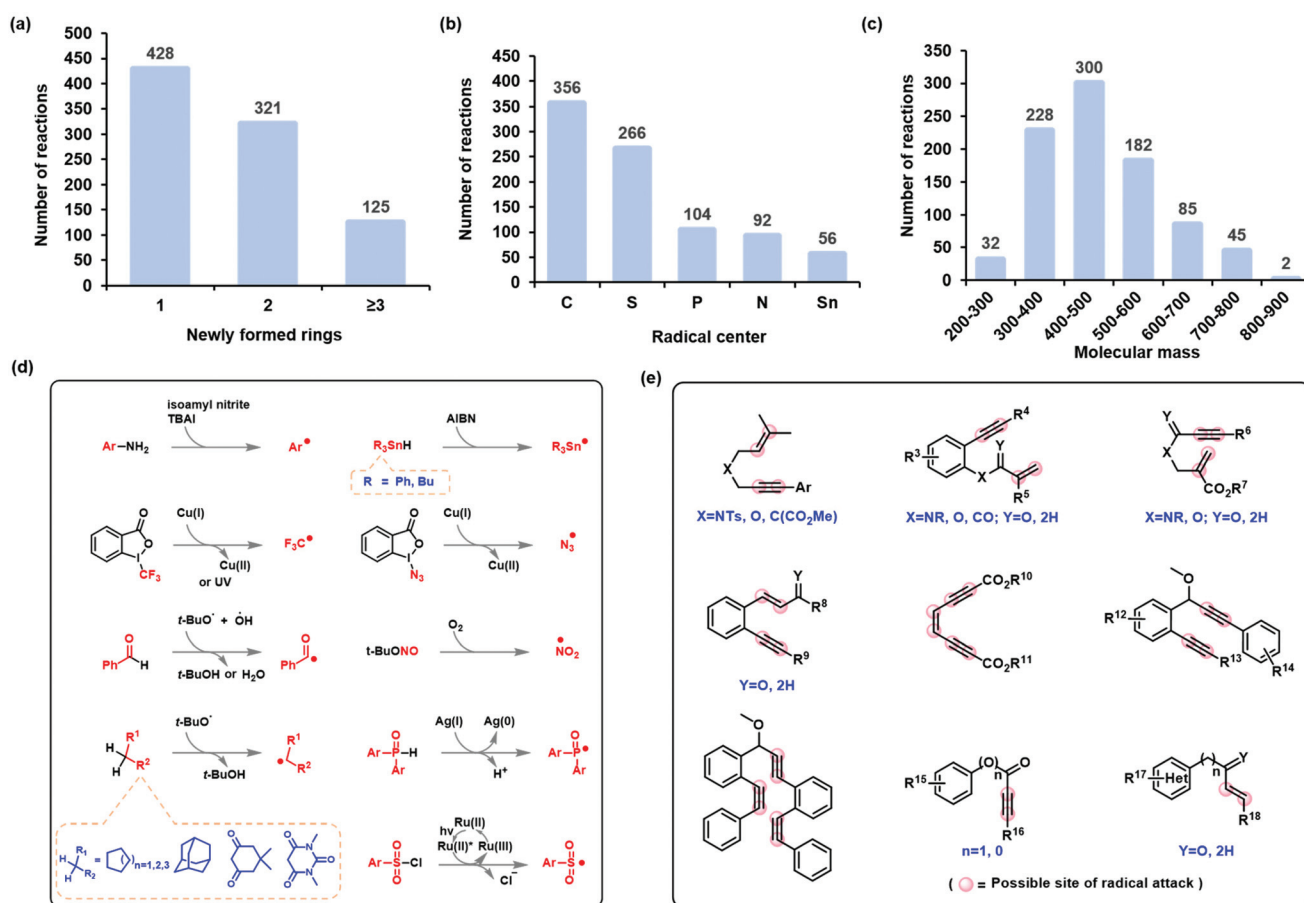 (a)
500
450
400
350
300
250
200
150
100
50
0
Number of reactions
428
321
125
1 2 ≥3
Newly formed rings
(b)
500
450
400
350
300
250
200
150
100
50
0
Number of reactions
356
266
104
92
56
C S P N Sn
Radical center
(c)
350
300
250
200
150
100
50
0
Number of reactions
32
228
300
182
85
45
2
200-300 300-400 400-500 500-600 600-700 700-800 800-900
Molecular mass
(d)
isoamyl nitrite
TBAI
Ar–NH₂ Ar•
AIBN
R₃SnH R₃Sn•
R = Ph, Bu
Cu(I)
O
O
I
CF₃
Cu(II)
or UV
F₃C•
Cu(I)
O
O
I
N₃
Cu(II)
N₃•
t-BuO˙ + ȮH
O
Ph H
t-BuOH or H₂O
O
Ph •
O₂
t-BuONO •NO₂
t-BuO˙
H R¹
H R²
t-BuOH
R¹
• R²
Ag(I) Ag(0)
O
Ar–P–H
Ar
H⁺
O
Ar–P•
Ar
H R₁
H R₂
=
)n=1,2,3
O
O
O
O
N N
O
Ru(II)
hν
Ru(II)* Ru(III)
O
Ar–S–Cl
O
Cl⁻
O
Ar–S•
O
(e)
X
Ar
X=NTs, O, C(CO₂Me)
R³
R⁴
Y
X
R⁵
X=NR, O, CO; Y=O, 2H
Y
X
R⁶
CO₂R⁷
X=NR, O; Y=O, 2H
Y
R⁸
R⁹
Y=O, 2H
CO₂R¹⁰
CO₂R¹¹
O
R¹²
R¹³
R¹⁴
O
R¹⁵
(O)n
O
R¹⁶
n=1, 0
R¹⁷
Het
( )n
Y
R¹⁸
Y=O, 2H
( = Possible site of radical attack )